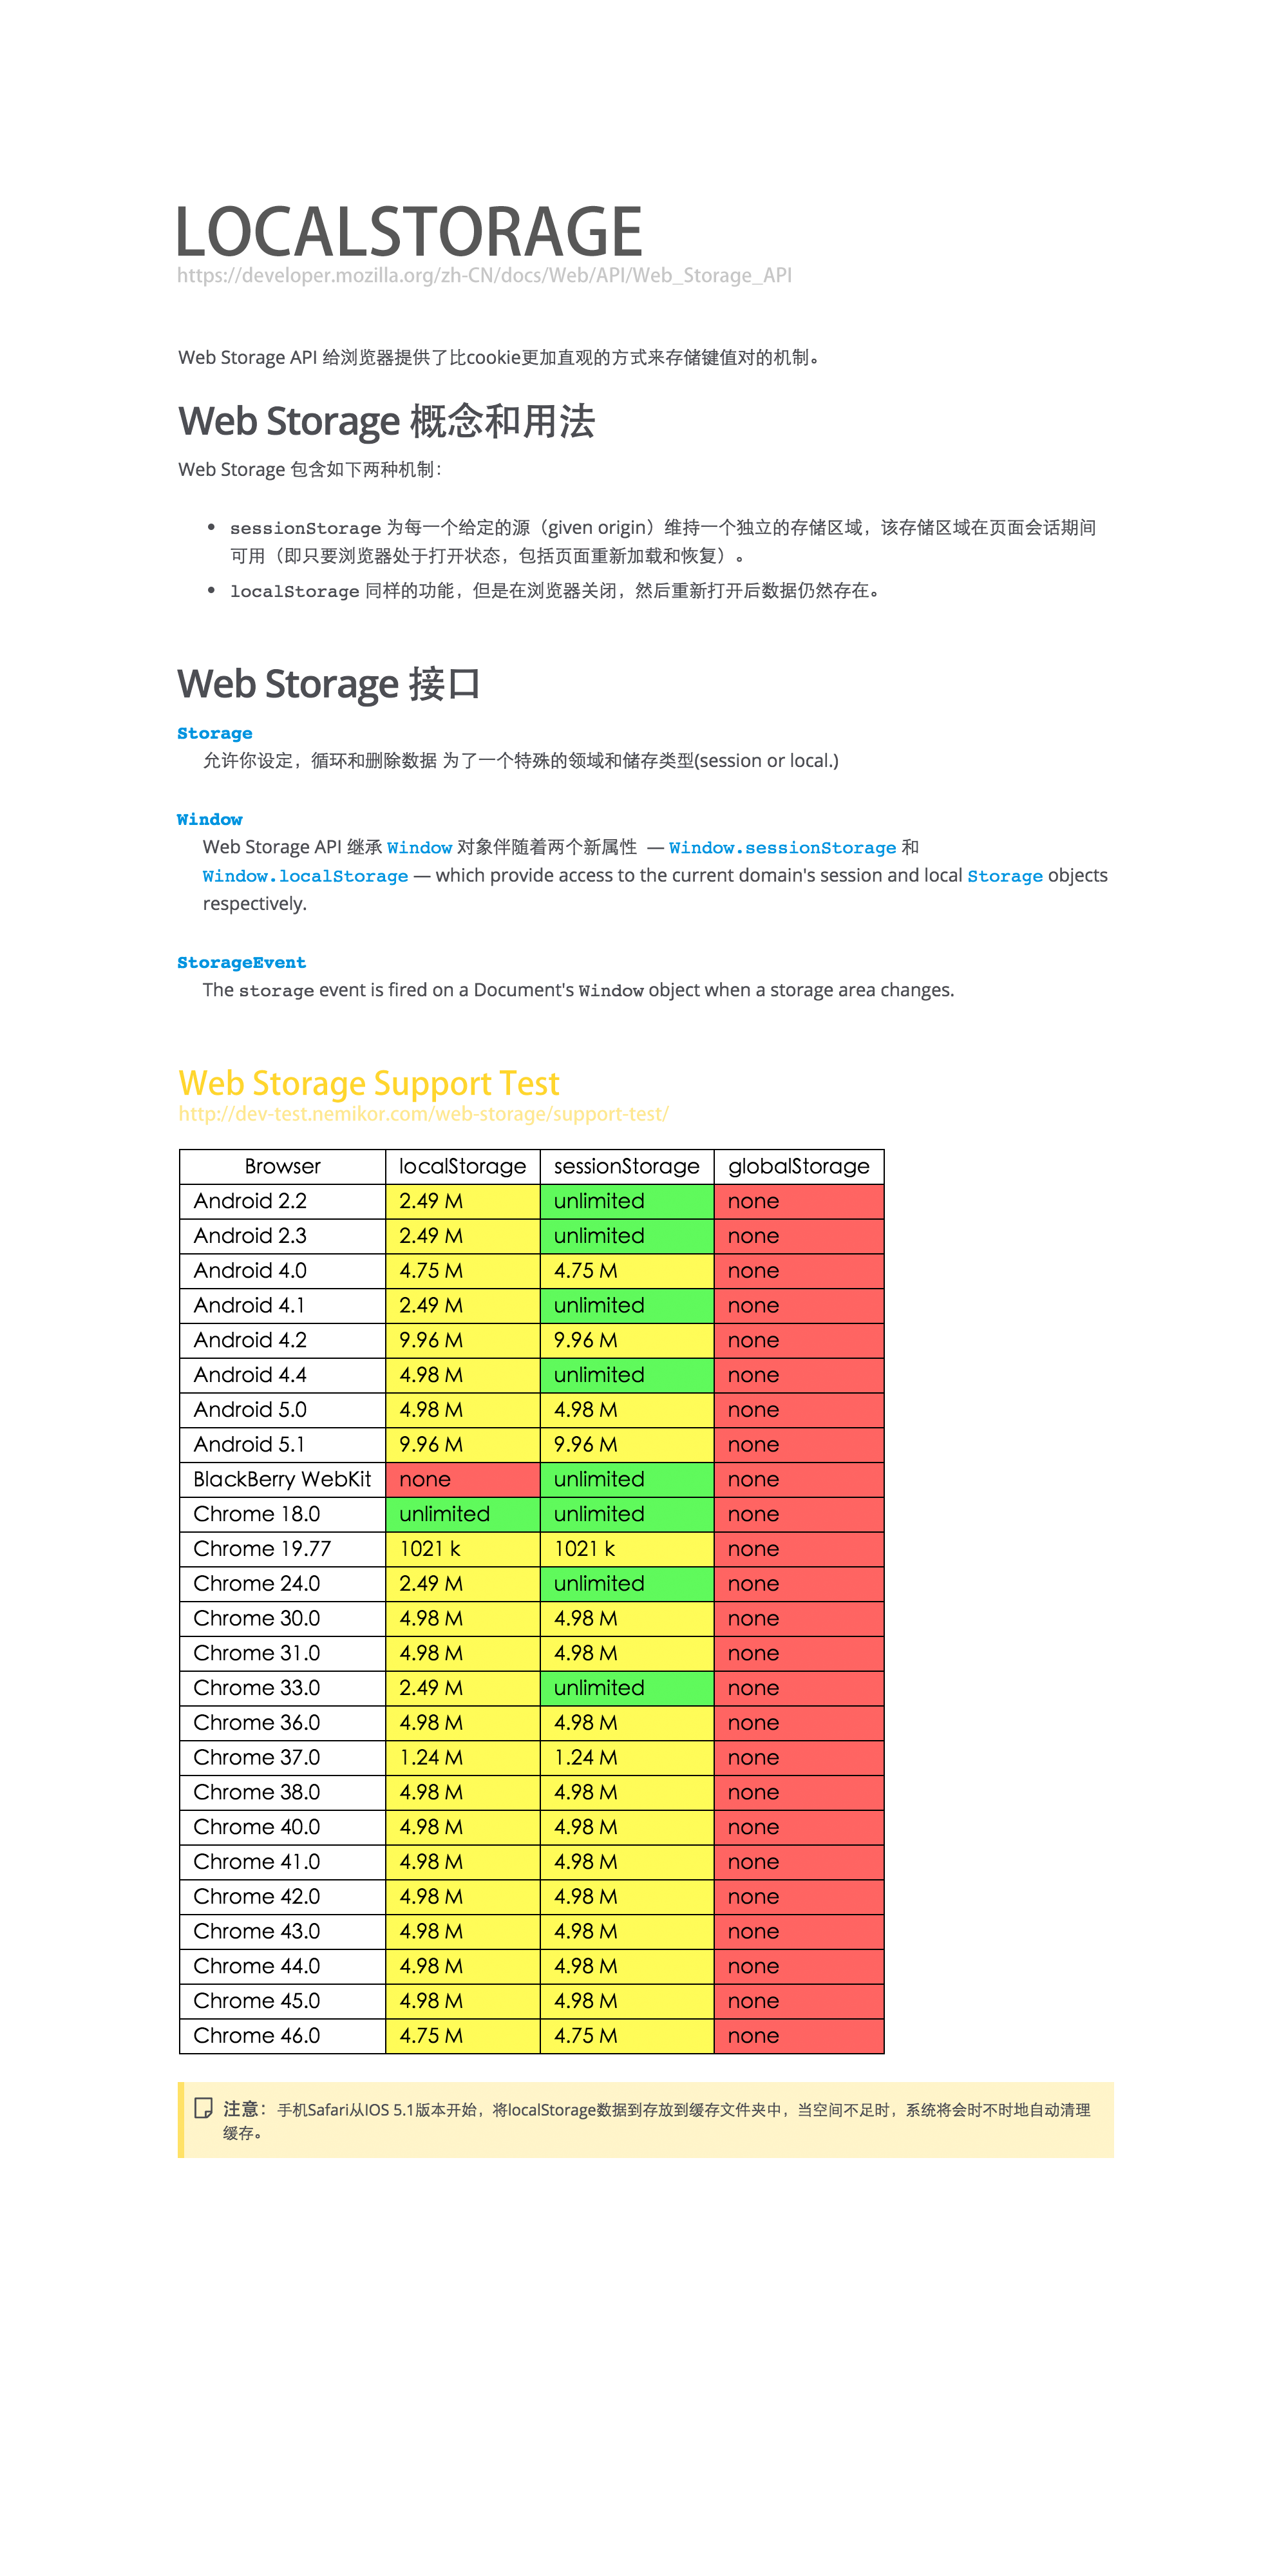 LOCALSTORAGE
https://developer.mozilla.org/zh-CN/docs/Web/API/Web_Storage_API
Web Storage API 给浏览器提供了比cookie更加直观的方式来存储键值对的机制。
Web Storage 概念和用法
Web Storage 包含如下两种机制：
• sessionStorage 为每一个给定的源（given origin）维持一个独立的存储区域，该存储区域在页面会话期间
可用（即只要浏览器处于打开状态，包括页面重新加载和恢复）。
• localStorage 同样的功能，但是在浏览器关闭，然后重新打开后数据仍然存在。
Web Storage 接口
Storage
允许你设定，循环和删除数据 为了一个特殊的领域和储存类型(session or local.)
Window
Web Storage API 继承 Window 对象伴随着两个新属性 — Window.sessionStorage 和
Window.localStorage — which provide access to the current domain's session and local Storage objects
respectively.
StorageEvent
The storage event is fired on a Document's Window object when a storage area changes.
Web Storage Support Test
http://dev-test.nemikor.com/web-storage/support-test/
Browser localStorage sessionStorage globalStorage
Android 2.2 2.49 M unlimited none
Android 2.3 2.49 M unlimited none
Android 4.0 4.75 M 4.75 M none
Android 4.1 2.49 M unlimited none
Android 4.2 9.96 M 9.96 M none
Android 4.4 4.98 M unlimited none
Android 5.0 4.98 M 4.98 M none
Android 5.1 9.96 M 9.96 M none
BlackBerry WebKit none unlimited none
Chrome 18.0 unlimited unlimited none
Chrome 19.77 1021 k 1021 k none
Chrome 24.0 2.49 M unlimited none
Chrome 30.0 4.98 M 4.98 M none
Chrome 31.0 4.98 M 4.98 M none
Chrome 33.0 2.49 M unlimited none
Chrome 36.0 4.98 M 4.98 M none
Chrome 37.0 1.24 M 1.24 M none
Chrome 38.0 4.98 M 4.98 M none
Chrome 40.0 4.98 M 4.98 M none
Chrome 41.0 4.98 M 4.98 M none
Chrome 42.0 4.98 M 4.98 M none
Chrome 43.0 4.98 M 4.98 M none
Chrome 44.0 4.98 M 4.98 M none
Chrome 45.0 4.98 M 4.98 M none
Chrome 46.0 4.75 M 4.75 M none
注意：手机Safari从IOS 5.1版本开始，将localStorage数据到存放到缓存文件夹中，当空间不足时，系统将会时不时地自动清理
缓存。